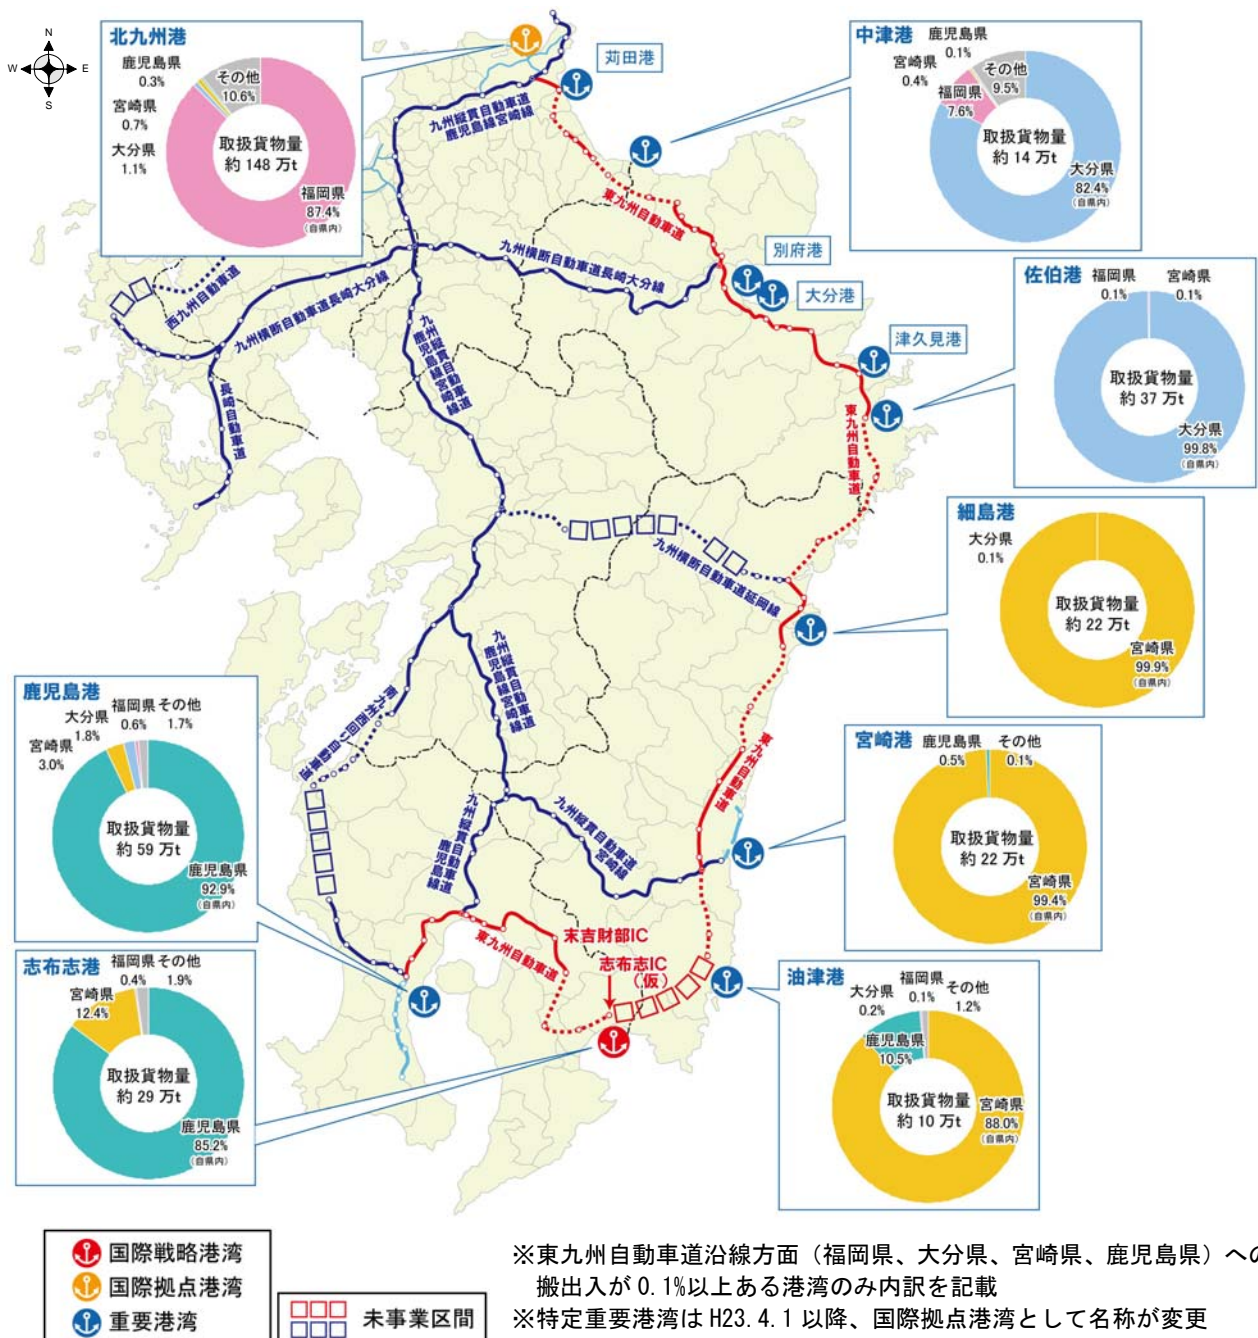 N
W
E
S
北九州港
鹿児島県
0.3%
宮崎県
0.7%
大分県
1.1%
その他
10.6%
取扱貨物量
約 148 万t
福岡県
87.4%
(自県内)
苅田港
中津港
鹿児島県
0.1%
宮崎県
0.4%
福岡県
7.6%
その他
9.5%
取扱貨物量
約 14 万t
大分県
82.4%
(自県内)
九州縦貫自動車道
鹿児島線宮崎線
東九州自動車道
別府港
大分港
九州横断自動車道長崎大分線
西九州自動車道
九州横断自動車道長崎大分線
長崎自動車道
九州縦貫自動車道
鹿児島線宮崎線
佐伯港
福岡県
0.1%
宮崎県
0.1%
取扱貨物量
約 37 万t
大分県
99.8%
(自県内)
津久見港
東九州自動車道
細島港
大分県
0.1%
取扱貨物量
約 22 万t
宮崎県
99.9%
(自県内)
九州横断自動車道延岡線
九州縦貫自動車道
鹿児島線宮崎線
南九州西回り自動車道
鹿児島港
宮崎県
3.0%
大分県
1.8%
福岡県
0.6%
その他
1.7%
取扱貨物量
約 59 万t
鹿児島県
92.9%
(自県内)
東九州自動車道
宮崎港
鹿児島県
0.5%
その他
0.1%
取扱貨物量
約 22 万t
宮崎県
99.4%
(自県内)
九州縦貫自動車道
宮崎線
九州縦貫自動車道
鹿児島線
東九州自動車道
末吉財部IC
志布志IC
(仮)
志布志港
宮崎県
12.4%
福岡県
0.4%
その他
1.9%
取扱貨物量
約 29 万t
鹿児島県
85.2%
(自県内)
油津港
大分県
0.2%
福岡県
0.1%
その他
1.2%
鹿児島県
10.5%
取扱貨物量
約 10 万t
宮崎県
88.0%
(自県内)
国際戦略港湾
国際拠点港湾
重要港湾
未事業区間
※東九州自動車道沿線方面（福岡県、大分県、宮崎県、鹿児島県）への
搬出入が 0.1%以上ある港湾のみ内訳を記載
※特定重要港湾は H23.4.1 以降、国際拠点港湾として名称が変更